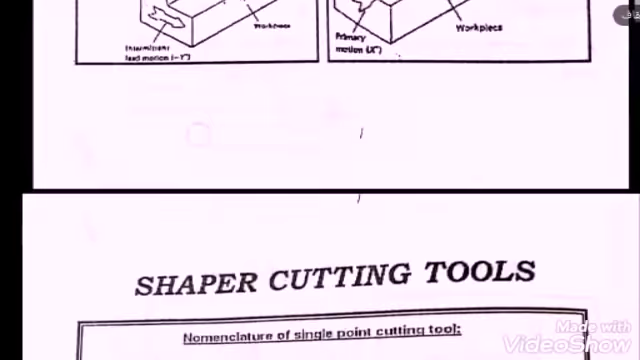 Workpiece
Intermittent
feed motion (-Y')
Workpiece
Primary
motion (X')
SHAPER CUTTING TOOLS
Nomenclature of single point cutting tool:
Made with
VideoShow